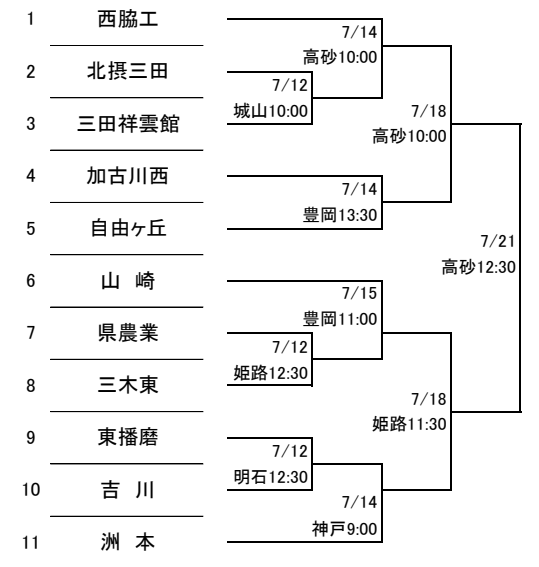 1 西脇工
7/14
高砂10:00
2 北摂三田
7/12
城山10:00
7/18
高砂10:00
3 三田祥雲館
4 加古川西
7/14
豊岡13:30
5 自由ヶ丘
7/21
高砂12:30
6 山 崎
7/15
豊岡11:00
7 県農業
7/12
姫路12:30
8 三木東
7/18
姫路11:30
9 東播磨
7/12
明石12:30
10 吉 川
7/14
神戸9:00
11 洲 本